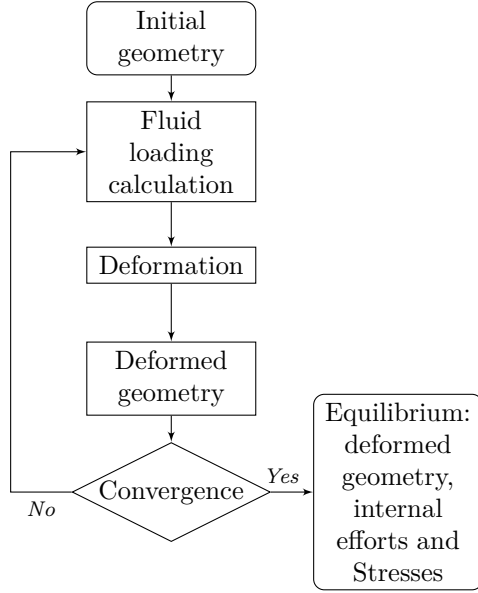 Initial
geometry
Fluid
loading
calculation
Deformation
Deformed
geometry
Convergence
No
Yes
Equilibrium:
deformed
geometry,
internal
efforts and
Stresses